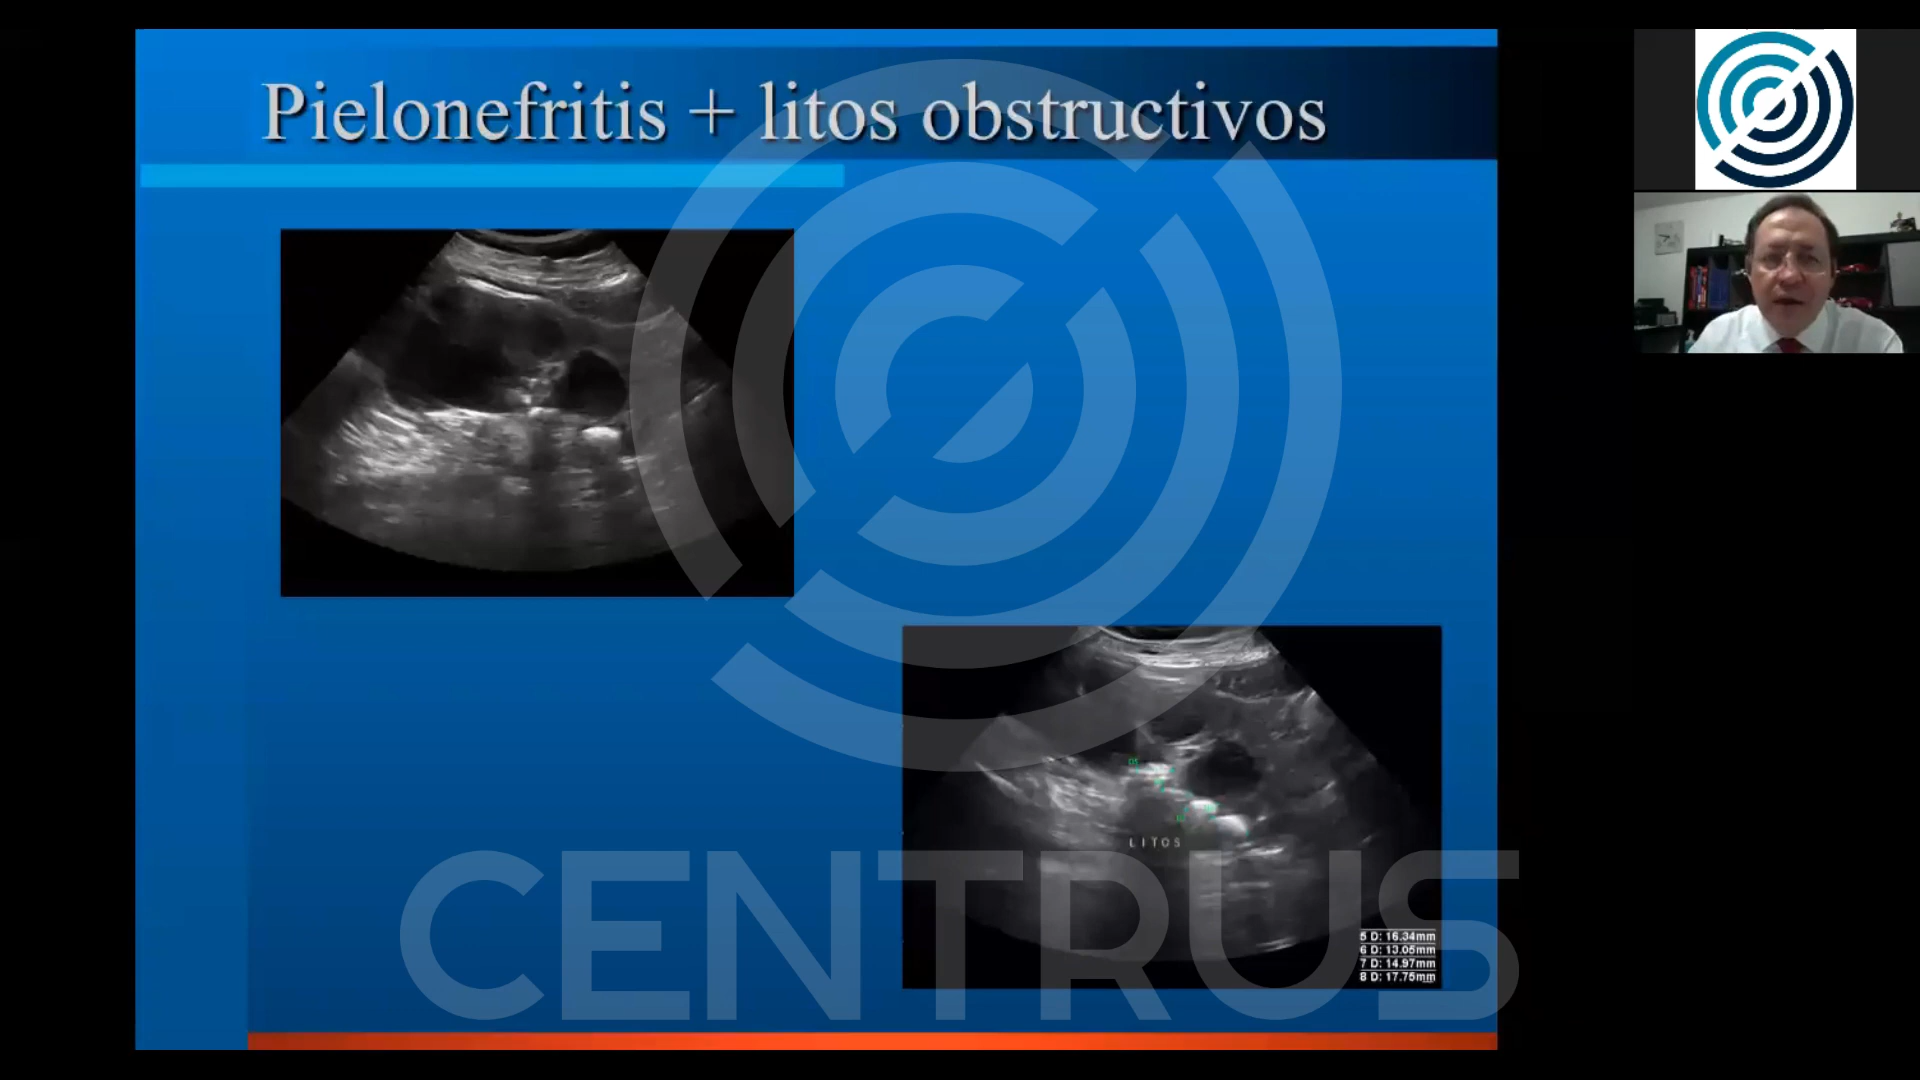 Pielonefritis + litos obstructivos
LITOS
5 D: 16.34mm
6 D: 13.05mm
7 D: 14.97mm
8 D: 17.75mm
CENTRUS